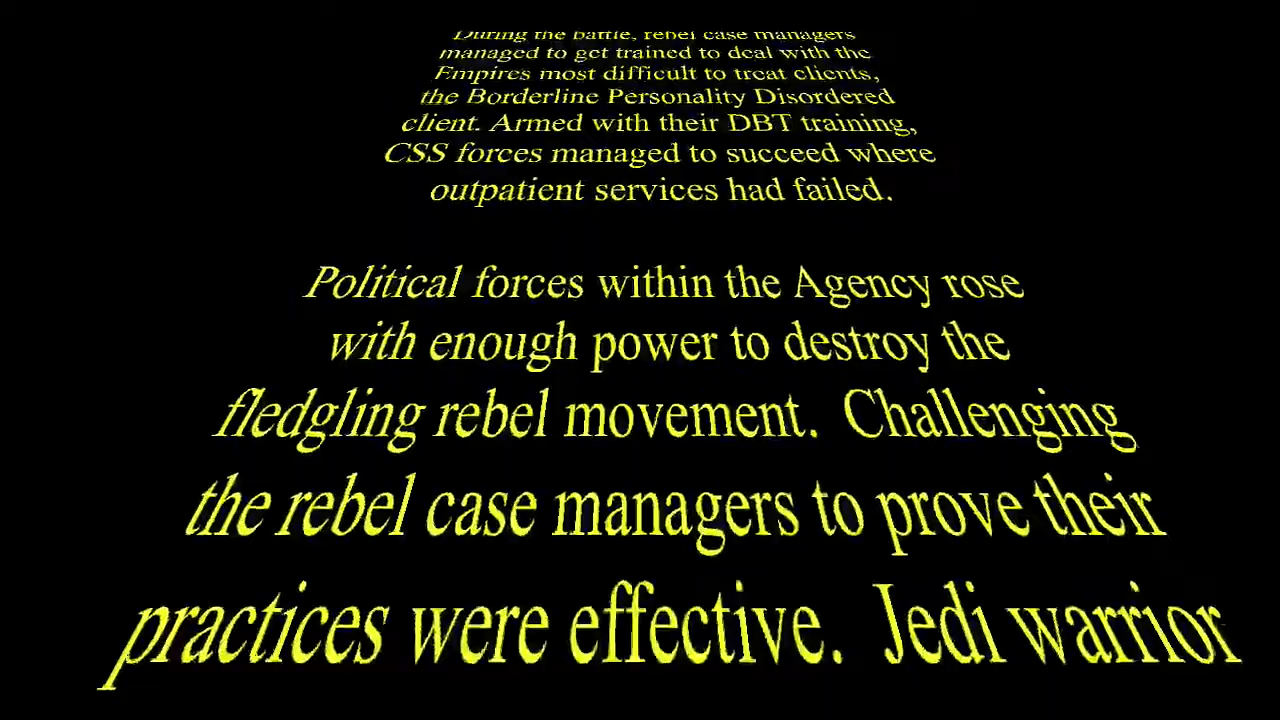 During the battle, rebel case managers
managed to get trained to deal with the
Empires most difficult to treat clients,
the Borderline Personality Disordered
client. Armed with their DBT training,
CSS forces managed to succeed where
outpatient services had failed.
Political forces within the Agency rose
with enough power to destroy the
fledgling rebel movement. Challenging
the rebel case managers to prove their
practices were effective. Jedi warrior